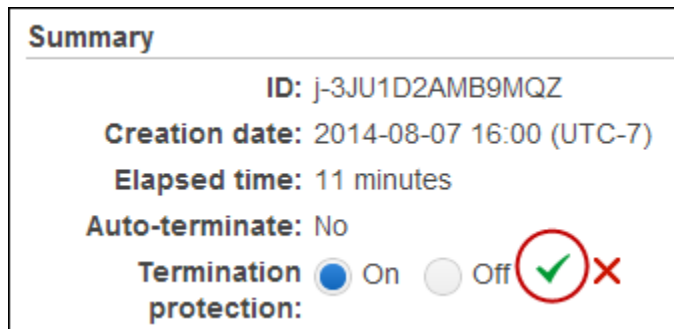 Summary
ID: j-3JU1D2AMB9MQZ
Creation date: 2014-08-07 16:00 (UTC-7)
Elapsed time: 11 minutes
Auto-terminate: No
Termination On Off
protection: